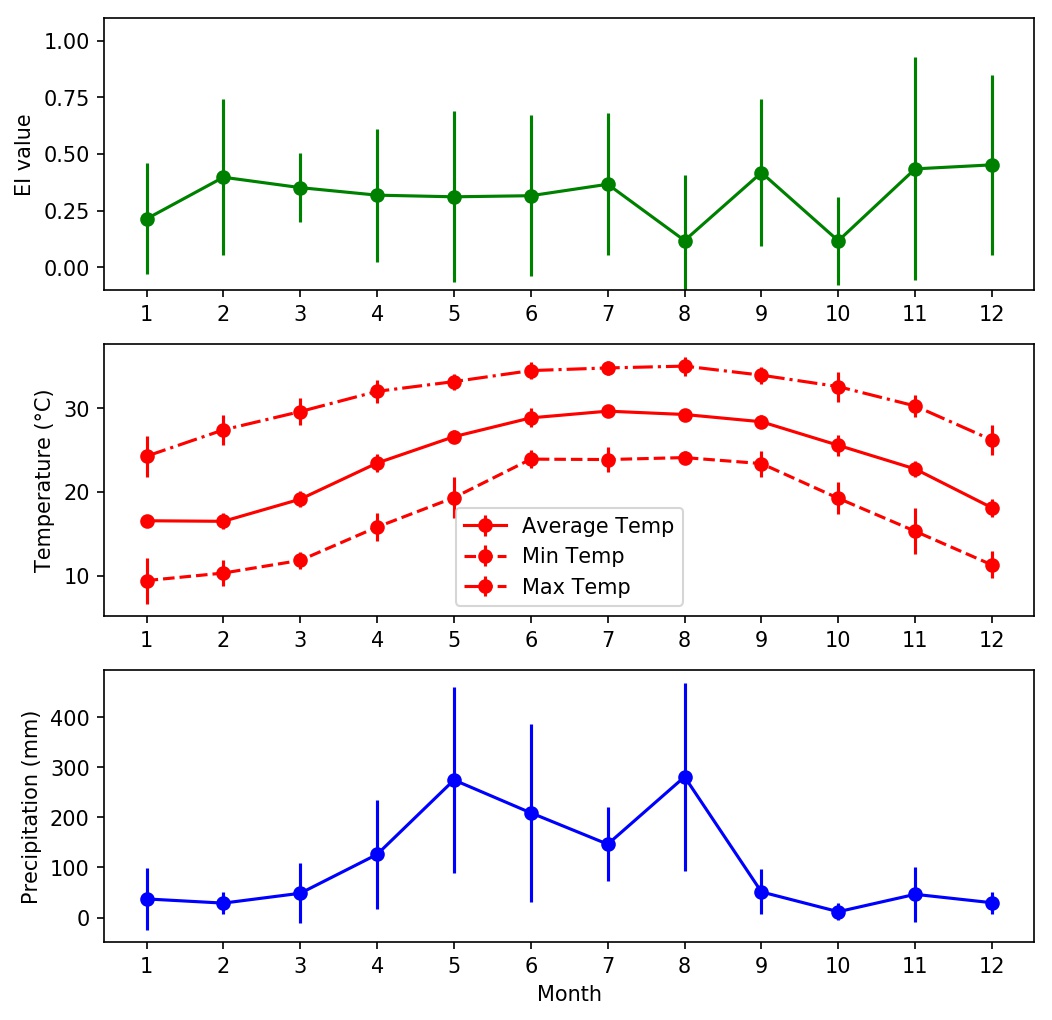 EI value
1.00
0.75
0.50
0.25
0.00
1 2 3 4 5 6 7 8 9 10 11 12
Temperature (°C)
30
20
10
Average Temp
Min Temp
Max Temp
1 2 3 4 5 6 7 8 9 10 11 12
Precipitation (mm)
400
300
200
100
0
1 2 3 4 5 6 7 8 9 10 11 12
Month